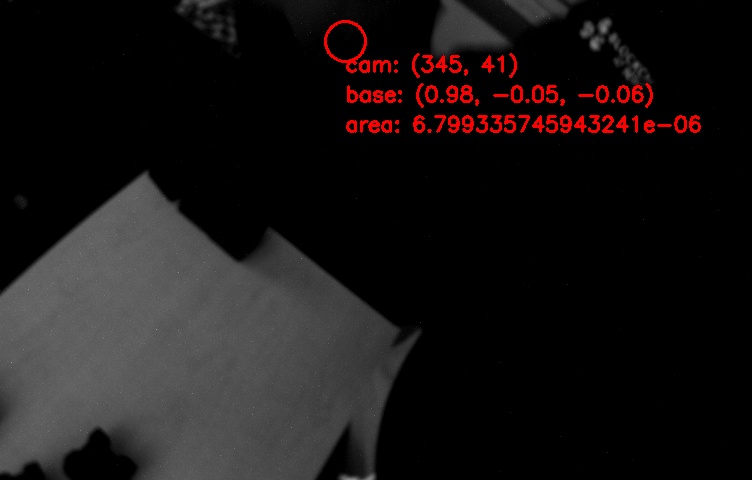 cam: (345, 41)
base: (0.98, -0.05, -0.06)
area: 6.799335745943241e-06